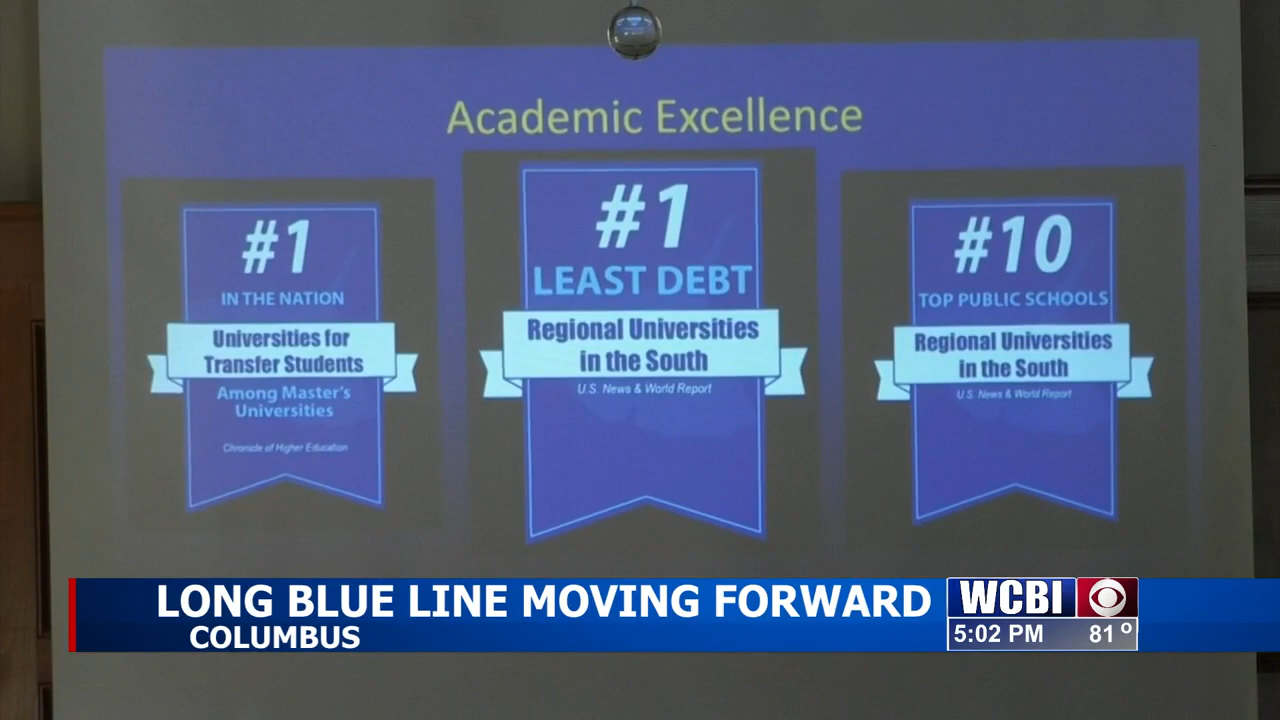 Academic Excellence
#1
IN THE NATION
Universities for
Transfer Students
Among Master's
Universities
Chronicle of Higher Education
#1
LEAST DEBT
Regional Universities
in the South
U.S. News & World Report
#10
TOP PUBLIC SCHOOLS
Regional Universities
in the South
U.S. News & World Report
LONG BLUE LINE MOVING FORWARD
COLUMBUS
WCBI
5:02 PM 81°